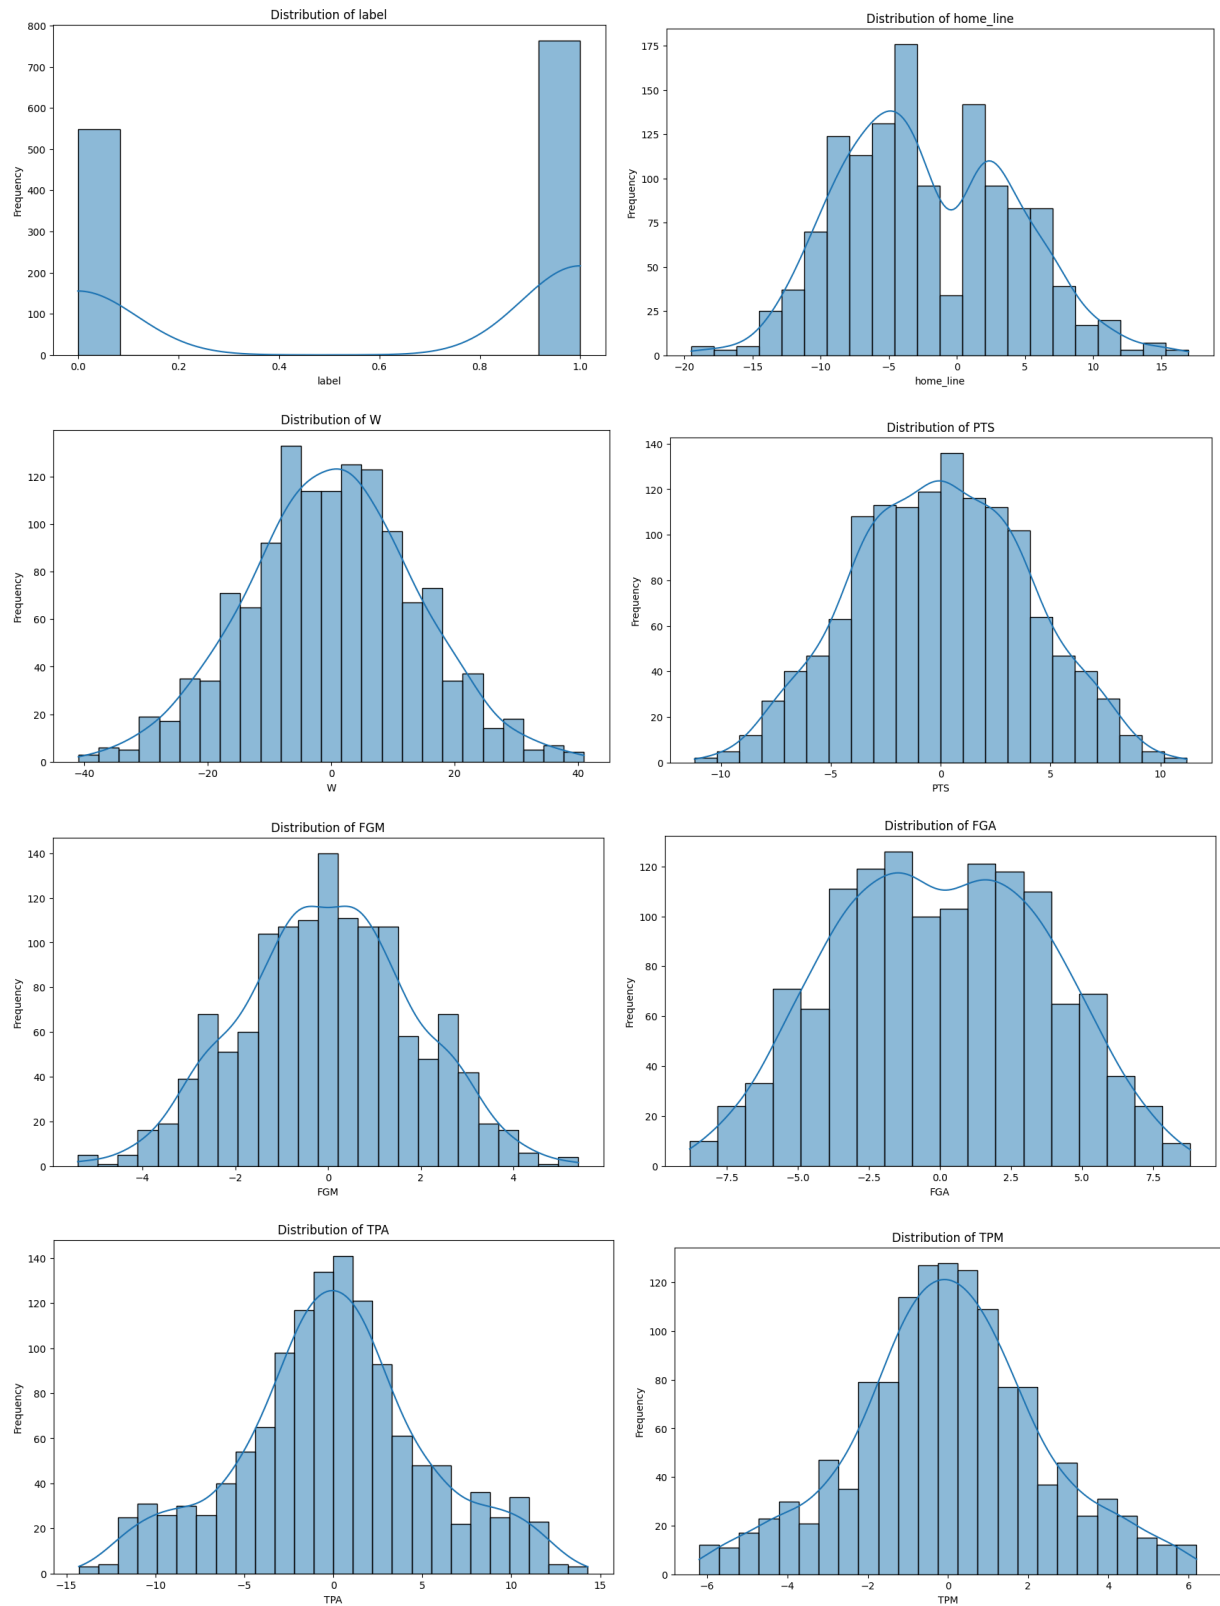 Distribution of label
800
700
600
500
400
300
200
100
0
Frequency
0.0 0.2 0.4 0.6 0.8 1.0
label
Distribution of home_line
175
150
125
100
75
50
25
0
Frequency
−20 −15 −10 −5 0 5 10 15
home_line
Distribution of W
120
100
80
60
40
20
0
Frequency
−40 −20 0 20 40
W
Distribution of PTS
140
120
100
80
60
40
20
0
Frequency
−10 −5 0 5 10
PTS
Distribution of FGM
140
120
100
80
60
40
20
0
Frequency
−4 −2 0 2 4
FGM
Distribution of FGA
120
100
80
60
40
20
0
Frequency
−7.5 −5.0 −2.5 0.0 2.5 5.0 7.5
FGA
Distribution of TPA
140
120
100
80
60
40
20
0
Frequency
−15 −10 −5 0 5 10 15
TPA
Distribution of TPM
120
100
80
60
40
20
0
Frequency
−6 −4 −2 0 2 4 6
TPM